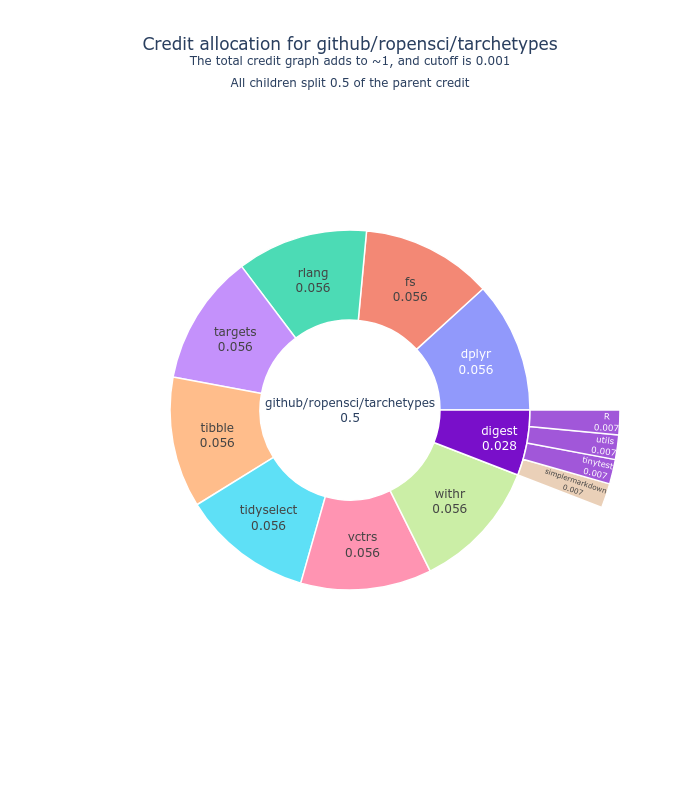 Credit allocation for github/ropensci/tarchetypes
The total credit graph adds to ~1, and cutoff is 0.001
All children split 0.5 of the parent credit
rlang
0.056
fs
0.056
targets
0.056
dplyr
0.056
github/ropensci/tarchetypes
0.5
tibble
0.056
digest
0.028
R
0.007
utils
0.007
tinytest
0.007
simplermarkdown
0.007
withr
0.056
tidyselect
0.056
vctrs
0.056